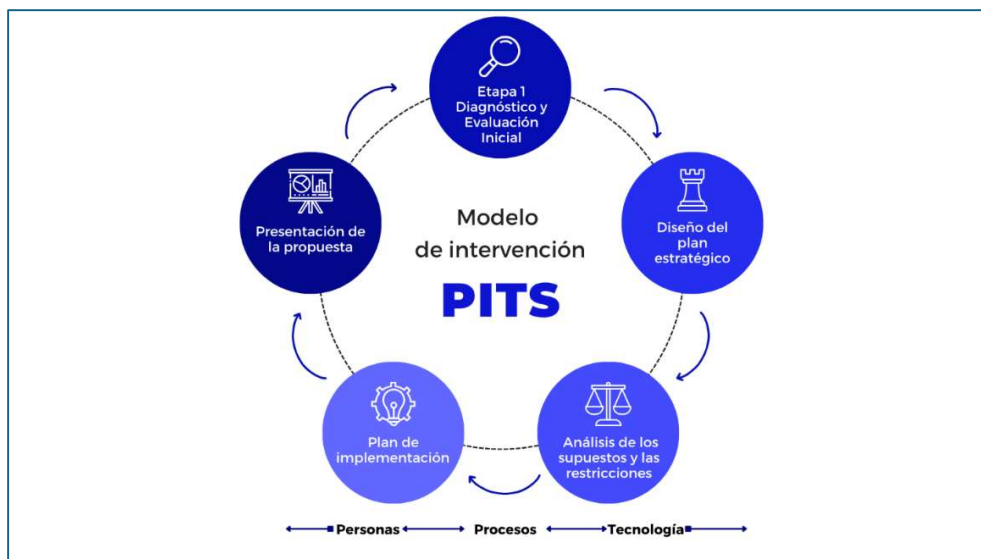 Etapa 1
Diagnóstico y
Evaluación
Inicial
Diseño del
plan
estratégico
Análisis de los
supuestos y las
restricciones
Plan de
implementación
Presentación de
la propuesta
Modelo
de intervención
PITS
Personas Procesos Tecnología